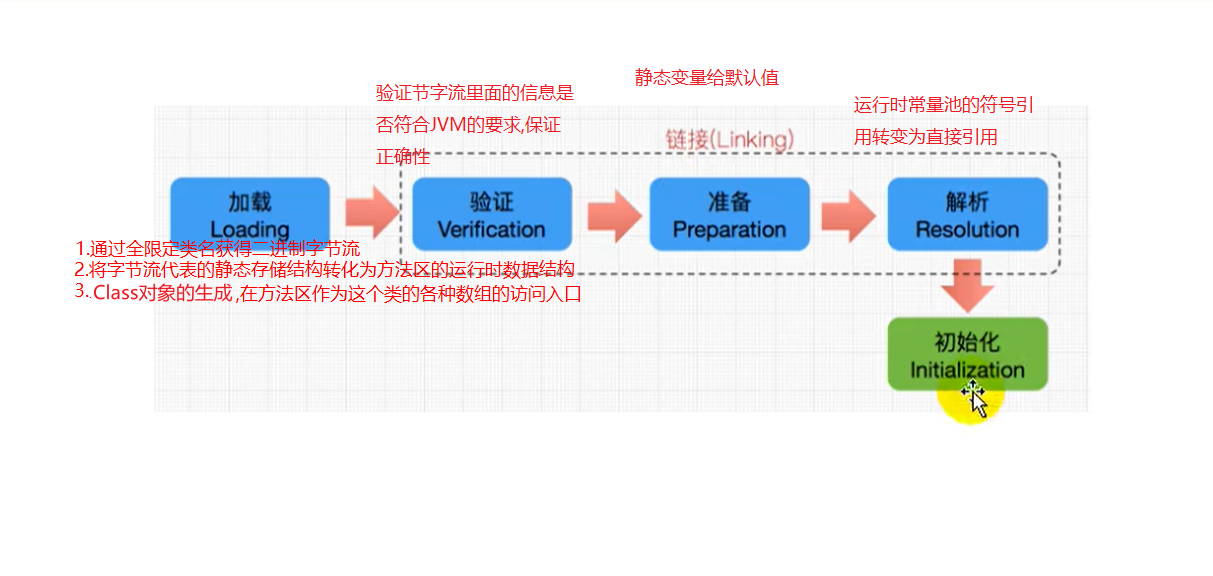 静态变量给默认值
验证节字流里面的信息是
否符合JVM的要求,保证
正确性
运行时常量池的符号引
用转变为直接引用
链接(Linking)
加载
Loading
验证
Verification
准备
Preparation
解析
Resolution
1.通过全限定类名获得二进制字节流
2.将字节流代表的静态存储结构转化为方法区的运行时数据结构
3.Class对象的生成,在方法区作为这个类的各种数组的访问入口
初始化
Initialization